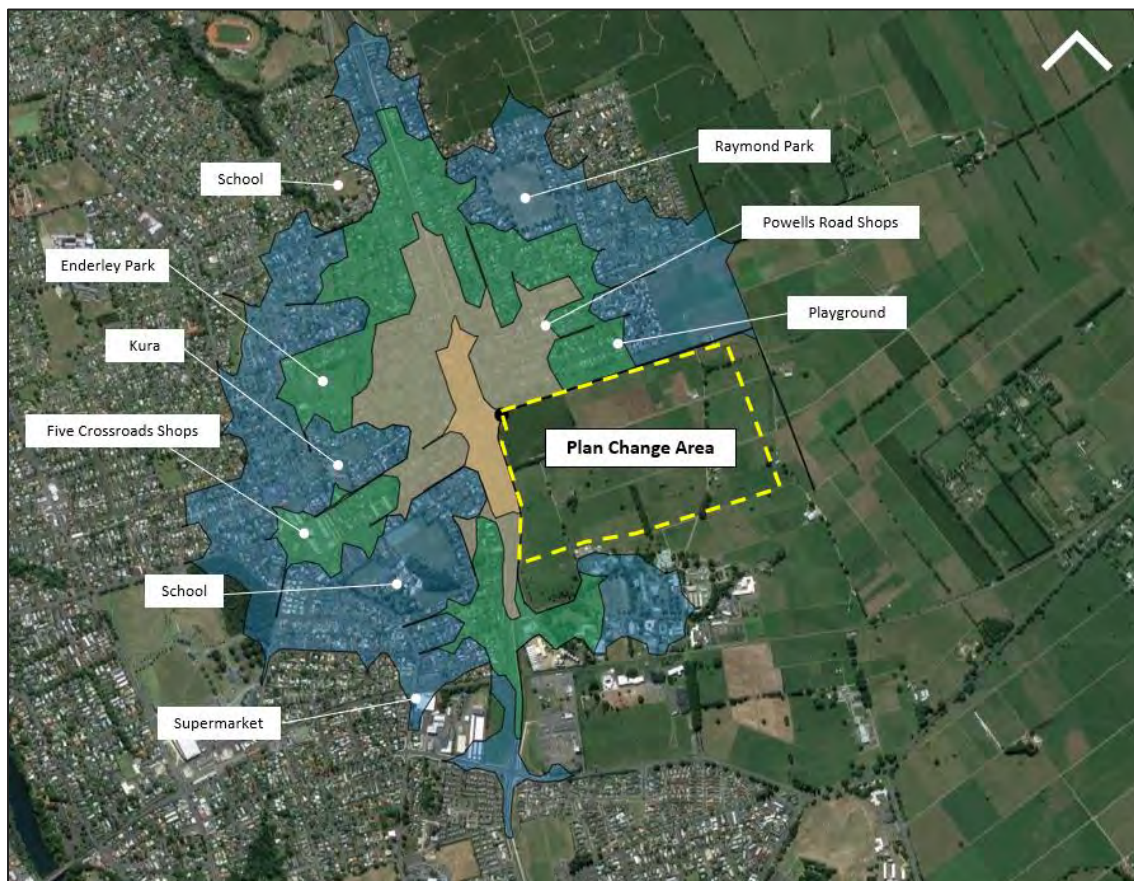 Raymond Park
School
Powells Road Shops
Enderley Park
Playground
Kura
Five Crossroads Shops
Plan Change Area
School
Supermarket